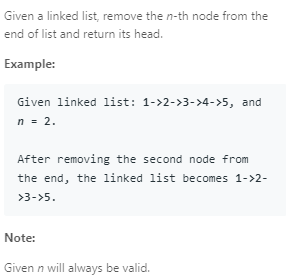 Given a linked list, remove the n-th node from the
end of list and return its head.
Example:
Given linked list: 1->2->3->4->5, and
n = 2.
After removing the second node from
the end, the linked list becomes 1->2-
>3->5.
Note:
Given n will always be valid.